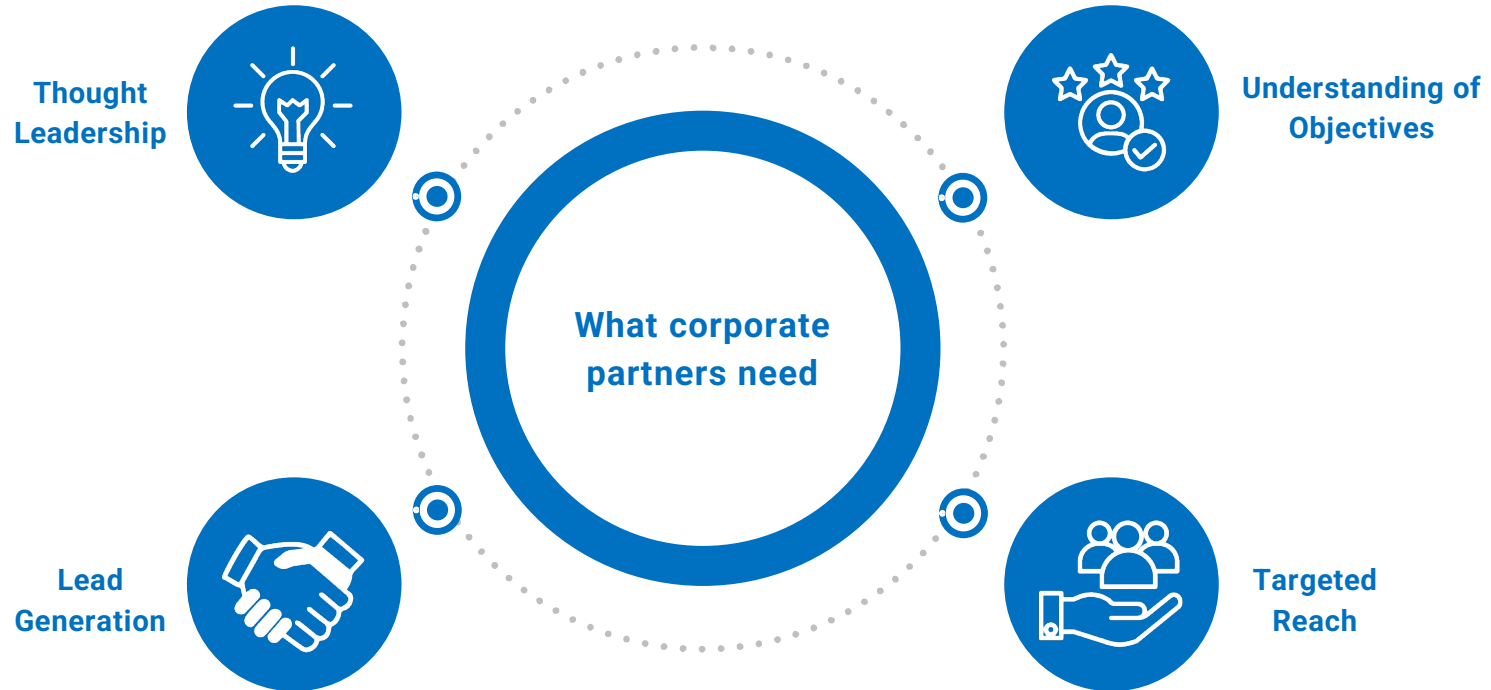 Thought
Leadership
Understanding of
Objectives
What corporate
partners need
Lead
Generation
Targeted
Reach